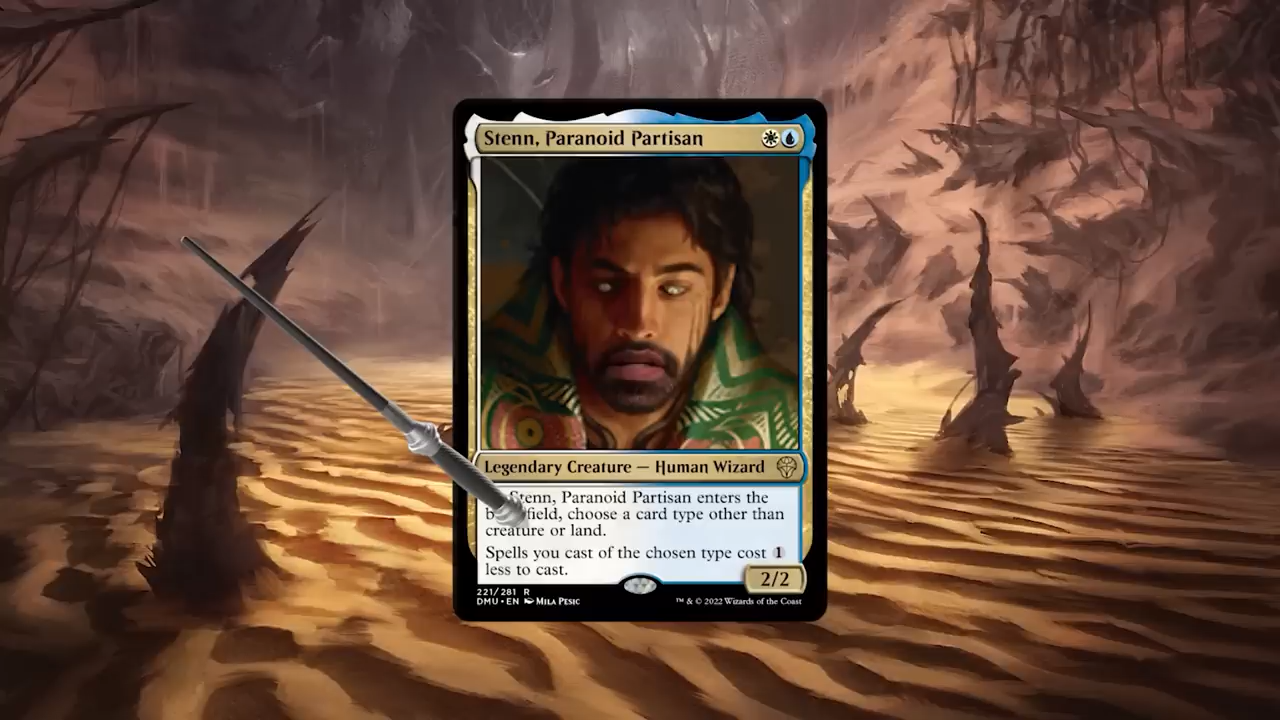 Stenn, Paranoid Partisan
Legendary Creature — Human Wizard
Stenn, Paranoid Partisan enters the
field, choose a card type other than
creature or land.
Spells you cast of the chosen type cost 1
less to cast.
2/2
221/281 R
DMU • EN Mila Pesic
™ & © 2022 Wizards of the Coast